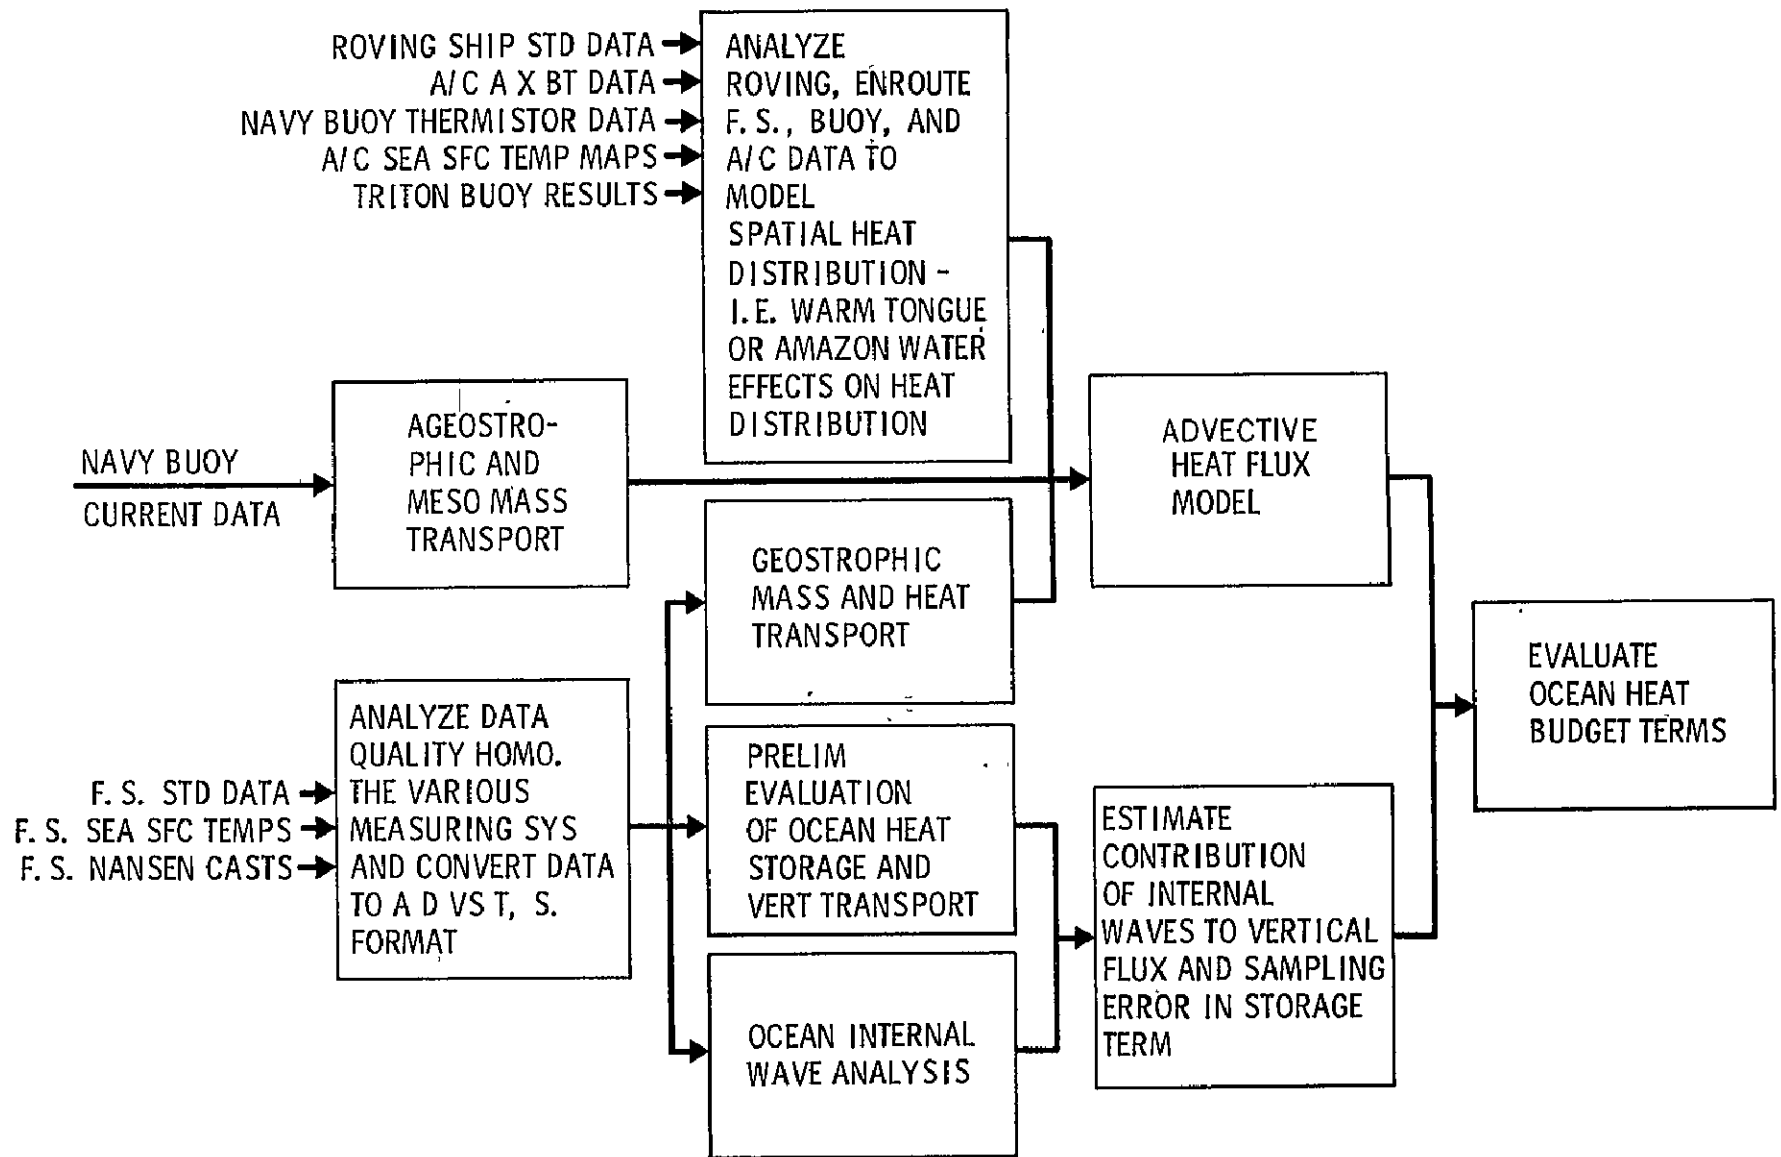 ROVING SHIP STD DATA
A/C A X BT DATA
NAVY BUOY THERMISTOR DATA
A/C SEA SFC TEMP MAPS
TRITON BUOY RESULTS
ANALYZE
ROVING, ENROUTE
F. S., BUOY, AND
A/C DATA TO
MODEL
SPATIAL HEAT
DISTRIBUTION -
I. E. WARM TONGUE
OR AMAZON WATER
EFFECTS ON HEAT
DISTRIBUTION
NAVY BUOY
CURRENT DATA
AGEOSTRO-
PHIC AND
MESO MASS
TRANSPORT
ADVECTIVE
HEAT FLUX
MODEL
GEOSTROPHIC
MASS AND HEAT
TRANSPORT
EVALUATE
OCEAN HEAT
BUDGET TERMS
F. S. STD DATA
F. S. SEA SFC TEMPS
F. S. NANSEN CASTS
ANALYZE DATA
QUALITY HOMO.
THE VARIOUS
MEASURING SYS
AND CONVERT DATA
TO A D VS T, S.
FORMAT
PRELIM
EVALUATION
OF OCEAN HEAT
STORAGE AND
VERT TRANSPORT
OCEAN INTERNAL
WAVE ANALYSIS
ESTIMATE
CONTRIBUTION
OF INTERNAL
WAVES TO VERTICAL
FLUX AND SAMPLING
ERROR IN STORAGE
TERM